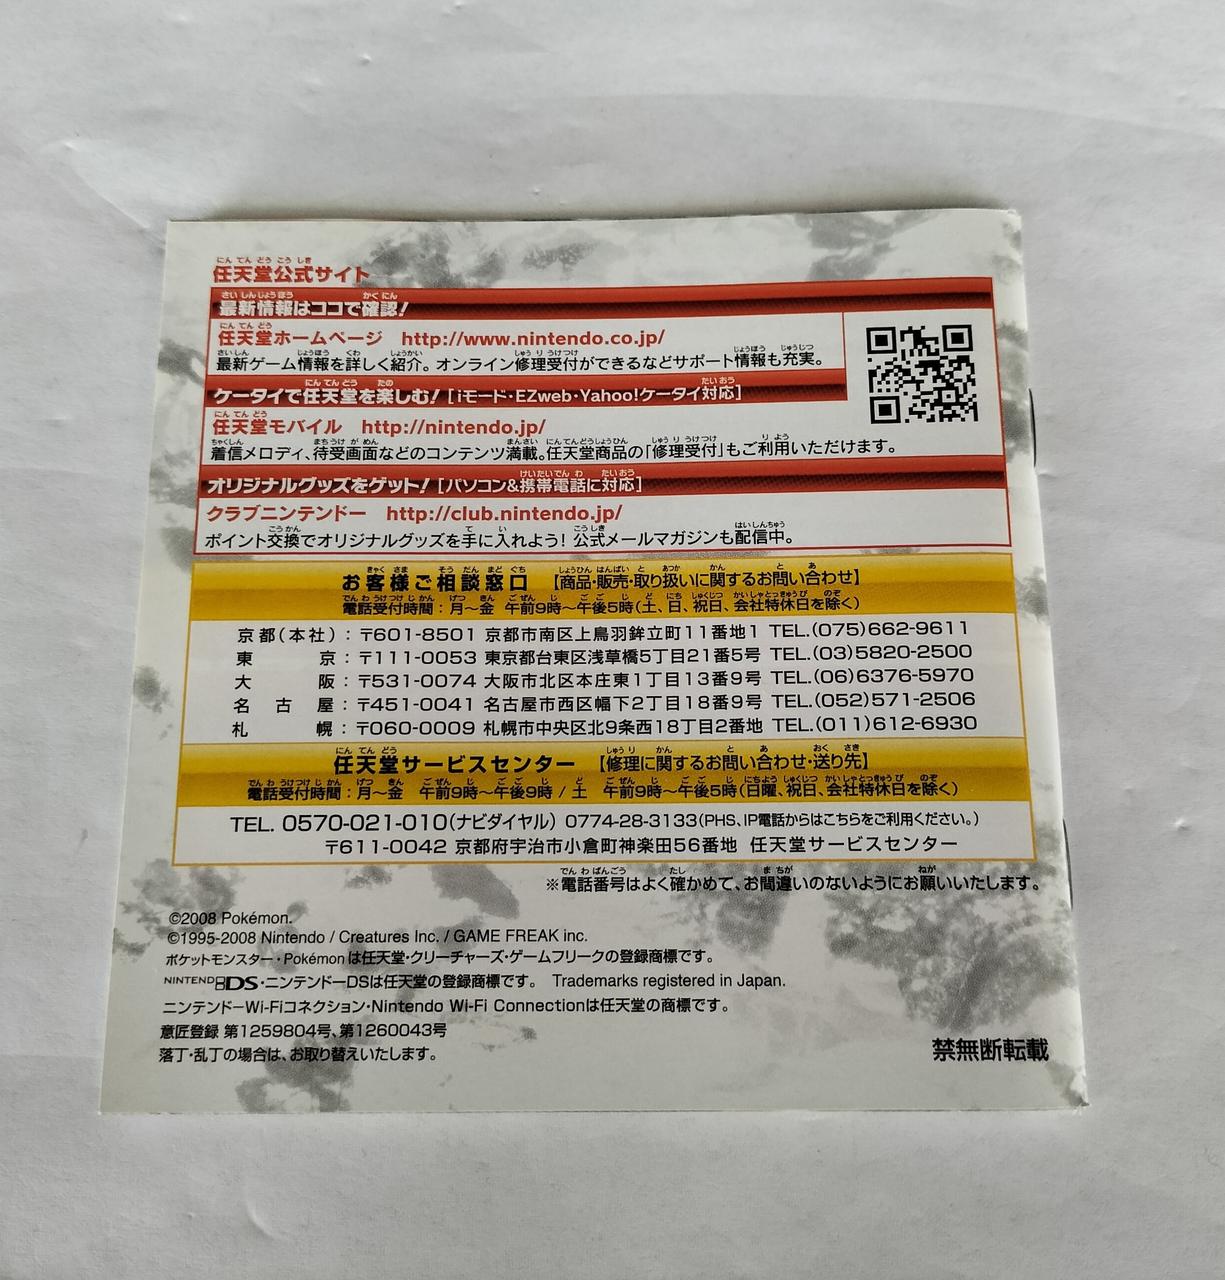 任天堂公式サイト
最新情報はココで確認!
任天堂ホームページ http://www.nintendo.co.jp/
最新ゲーム情報を詳しく紹介。オンライン修理受付ができるなどサポート情報も充実。
ケータイで任天堂を楽しむ! [iモード・EZweb・Yahoo!ケータイ対応]
任天堂モバイル http://nintendo.jp/
着信メロディ、待受画面などのコンテンツ満載。任天堂商品の「修理受付」もご利用いただけます。
オリジナルグッズをゲット! [パソコン&携帯電話に対応]
クラブニンテンドー http://club.nintendo.jp/
ポイント交換でオリジナルグッズを手に入れよう! 公式メールマガジンも配信中。
お客様ご相談窓口 【商品・販売・取り扱いに関するお問い合わせ】
電話受付時間:月〜金 午前9時〜午後5時(土、日、祝日、会社特休日を除く)
京都(本社):〒601-8501 京都市南区上鳥羽鉾立町11番地1 TEL.(075)662-9611
東京:〒111-0053 東京都台東区浅草橋5丁目21番5号 TEL.(03)5820-2500
大阪:〒531-0074 大阪市北区本庄東1丁目13番9号 TEL.(06)6376-5970
名古屋:〒451-0041 名古屋市西区幅下2丁目18番9号 TEL.(052)571-2506
札幌:〒060-0009 札幌市中央区北9条西18丁目2番地 TEL.(011)612-6930
任天堂サービスセンター 【修理に関するお問い合わせ・送り先】
電話受付時間:月〜金 午前9時〜午後9時/土 午前9時〜午後5時(日曜、祝日、会社特休日を除く)
TEL. 0570-021-010(ナビダイヤル) 0774-28-3133(PHS、IP電話からはこちらをご利用ください。)
〒611-0042 京都府宇治市小倉町神楽田56番地 任天堂サービスセンター
※電話番号はよく確かめて、お間違いのないようにお願いいたします。
©2008 Pokémon.
©1995-2008 Nintendo / Creatures Inc. / GAME FREAK inc.
ポケットモンスター・Pokémonは任天堂・クリーチャーズ・ゲームフリークの登録商標です。
NINTENDO DS・ニンテンドーDSは任天堂の登録商標です。 Trademarks registered in Japan.
ニンテンドーWi-Fiコネクション・Nintendo Wi-Fi Connectionは任天堂の商標です。
意匠登録 第1259804号、第1260043号
落丁・乱丁の場合は、お取り替えいたします。
禁無断転載